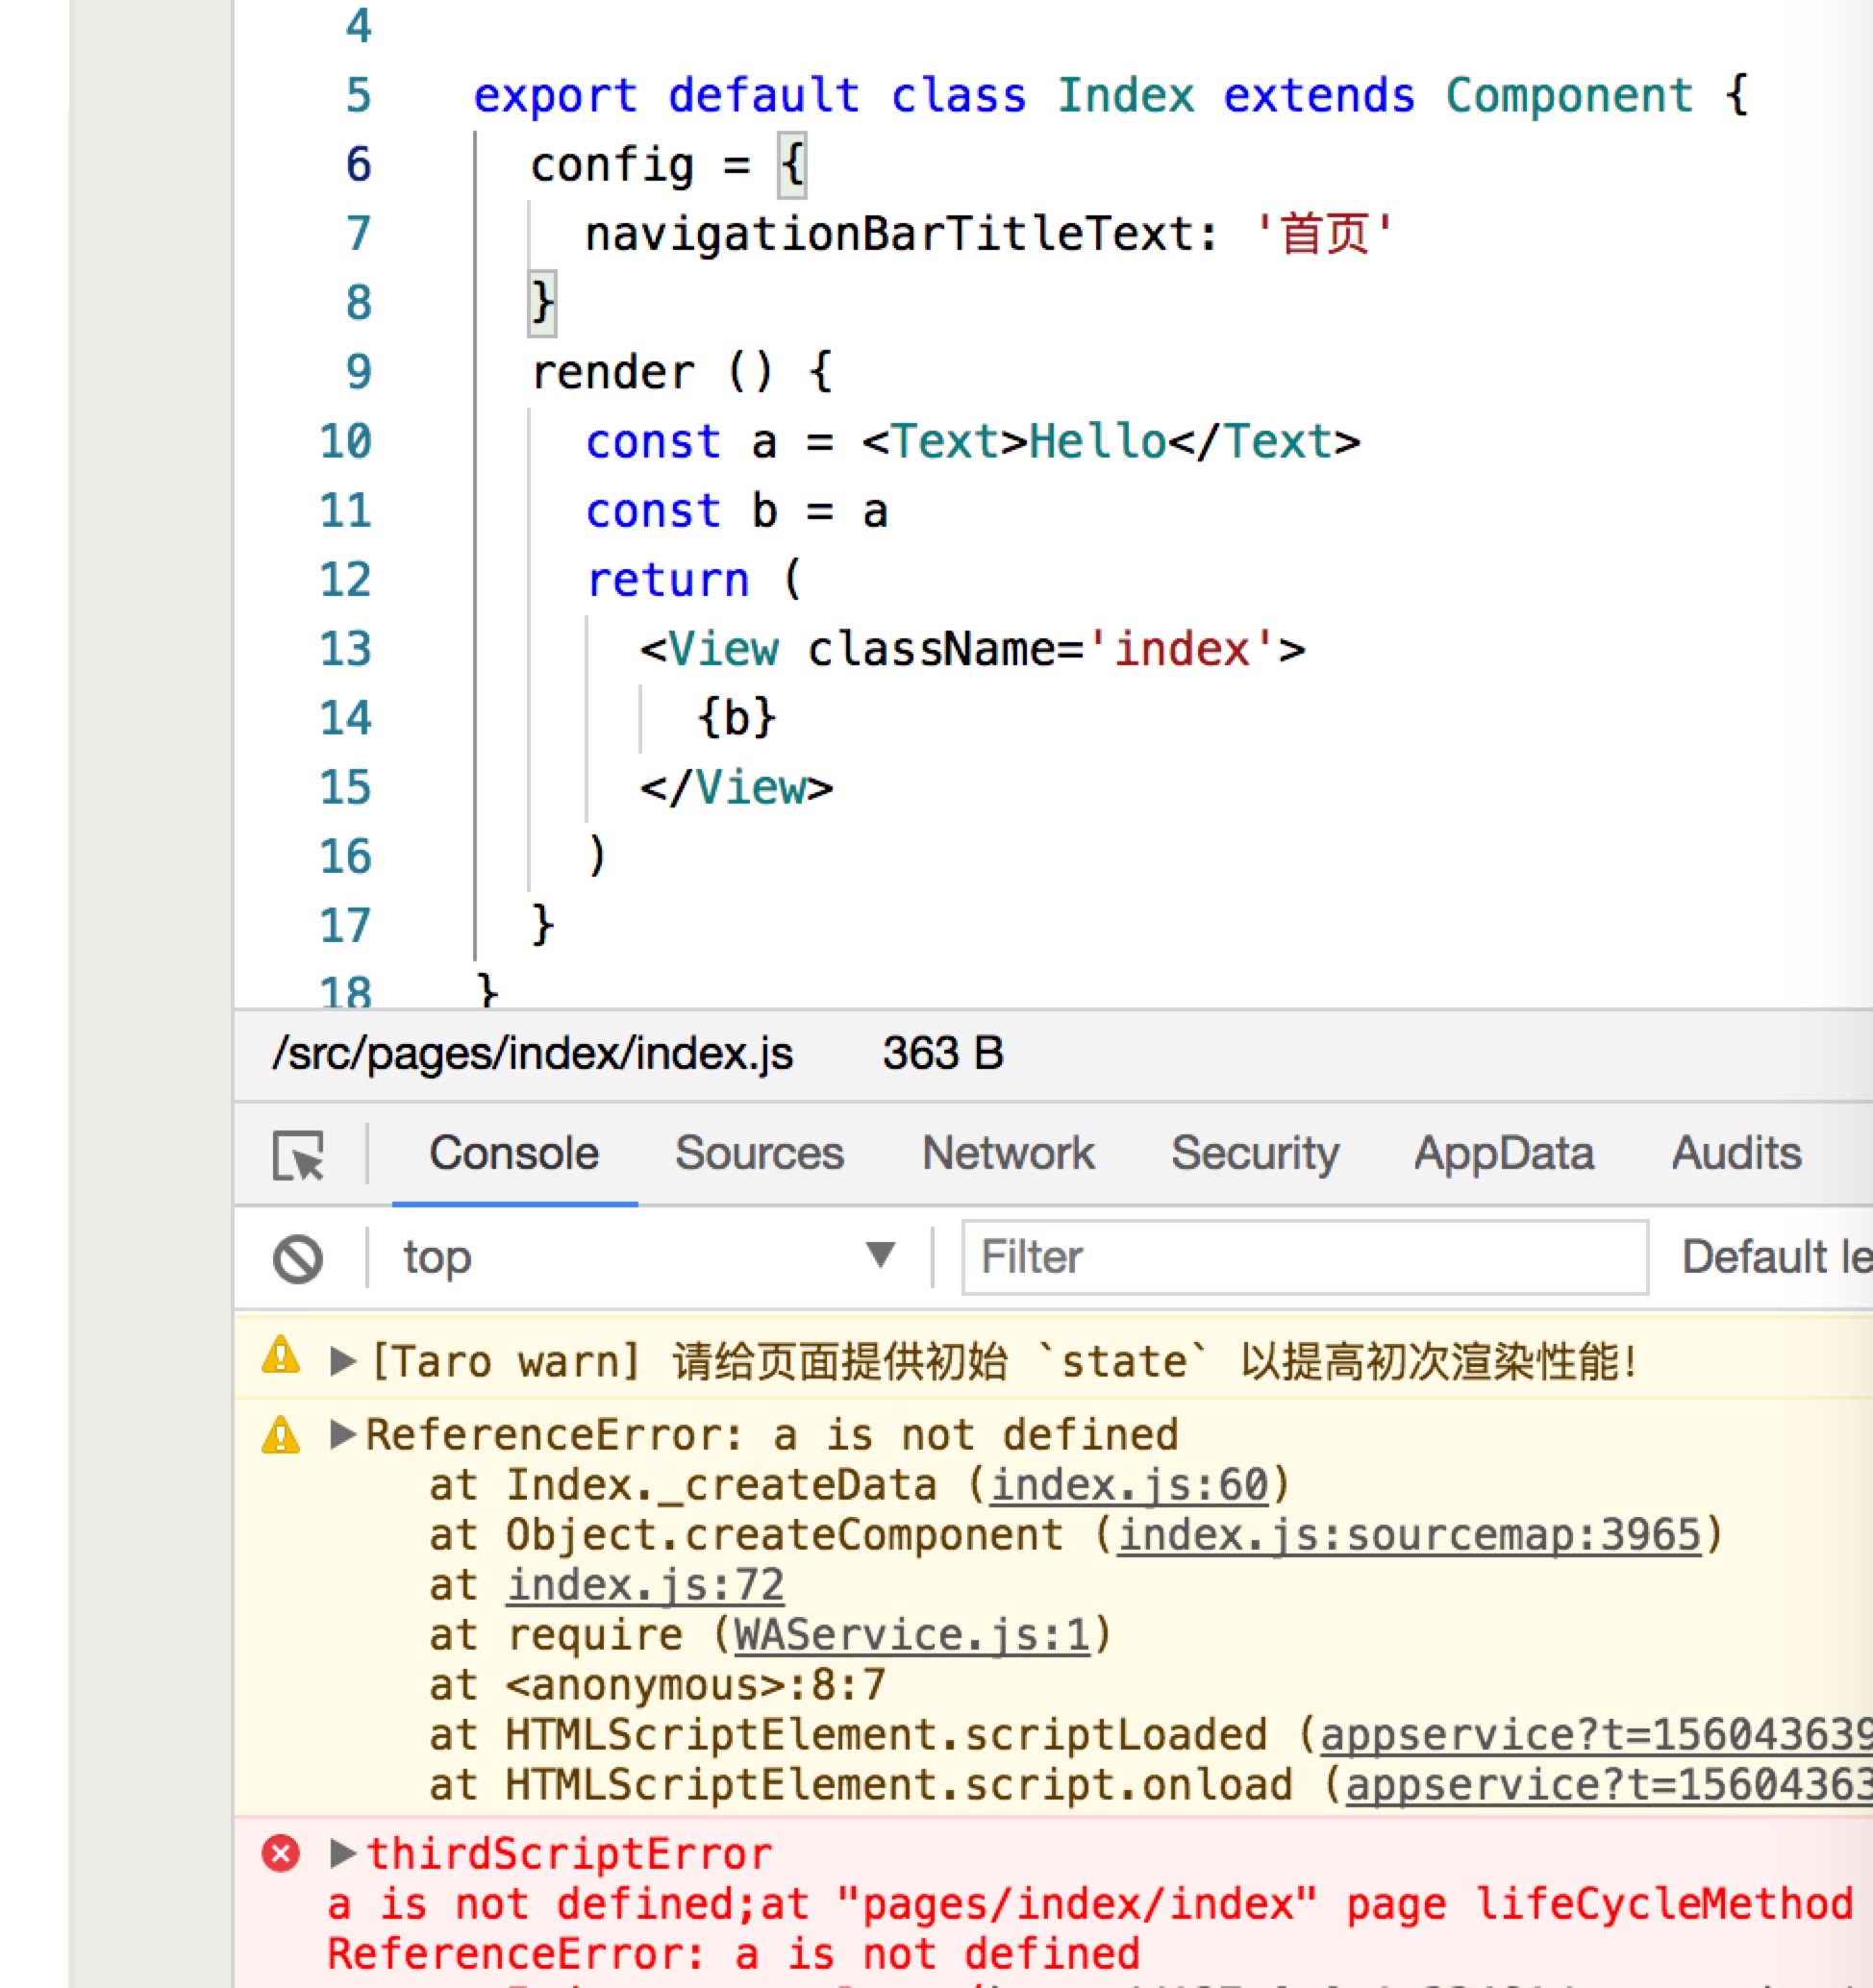 4
5 export default class Index extends Component {
6 config = {
7 navigationBarTitleText: '首页'
8 }
9 render () {
10 const a = <Text>Hello</Text>
11 const b = a
12 return (
13 <View className='index'>
14 {b}
15 </View>
16 )
17 }
18 }
/src/pages/index/index.js 363 B
Console Sources Network Security AppData Audits
top Filter Default le
[Taro warn] 请给页面提供初始 `state` 以提高初次渲染性能!
ReferenceError: a is not defined
at Index._createData (index.js:60)
at Object.createComponent (index.js:sourcemap:3965)
at index.js:72
at require (WAService.js:1)
at <anonymous>:8:7
at HTMLScriptElement.scriptLoaded (appservice?t=156043639
at HTMLScriptElement.script.onload (appservice?t=15604363
thirdScriptError
a is not defined;at "pages/index/index" page lifeCycleMethod
ReferenceError: a is not defined